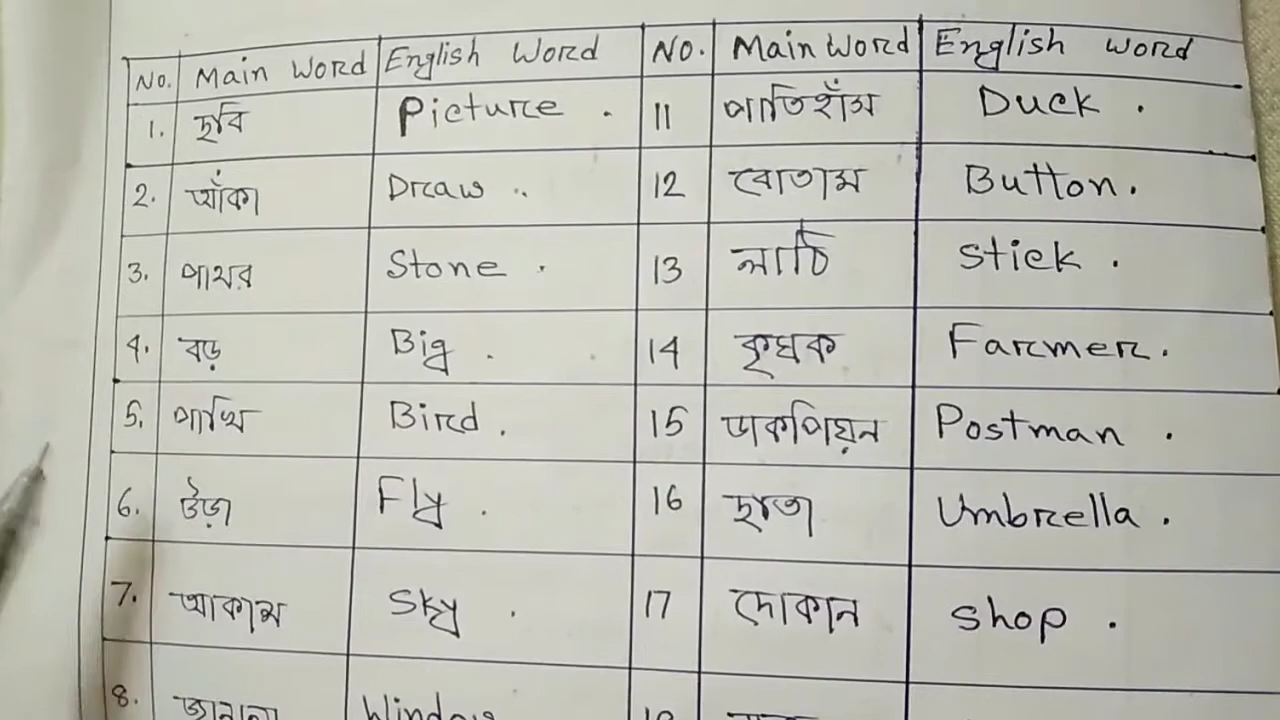 No. Main Word English Word No. Main Word English Word
1. ছবি Picture . 11 পাতিহাঁস Duck .
2. আঁকা Draw .. 12 বোতাম Button.
3. পাথর Stone . 13 লাঠি Stick .
4. বড় Big . 14 কৃষক Farmer.
5. পাখি Bird . 15 ডাকপিয়ন Postman .
6. উড়া Fly . 16 ছাতা Umbrella .
7. আকাশ Sky . 17 দোকান Shop .
8. জানালা Window